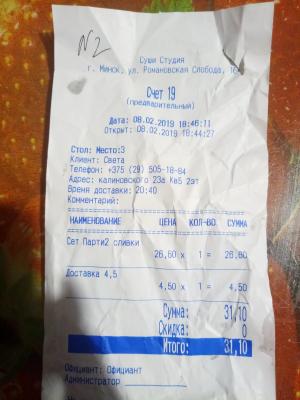 N2
Суши Студия
г. Минск, ул. Романовская Слобода, 16
Счет 19
(предварительный)
Дата: 08.02.2019 18:46:11
Открыт: 08.02.2019 18:44:27
Стол: Место:3
Клиент: Света
Телефон: +375 (29) 505-18-84
Адрес: калиновского 23а Кв5 2эт
Время доставки: 20:40
Комментарий:
НАИМЕНОВАНИЕ ЦЕНА КОЛ-ВО СУММА
Сет Парти2 сливки
26,60 x 1 = 26,60
Доставка 4,5
4,50 x 1 = 4,50
Сумма: 31,10
Скидка: 0
Итого: 31,10
Официант: Официант
Администратор